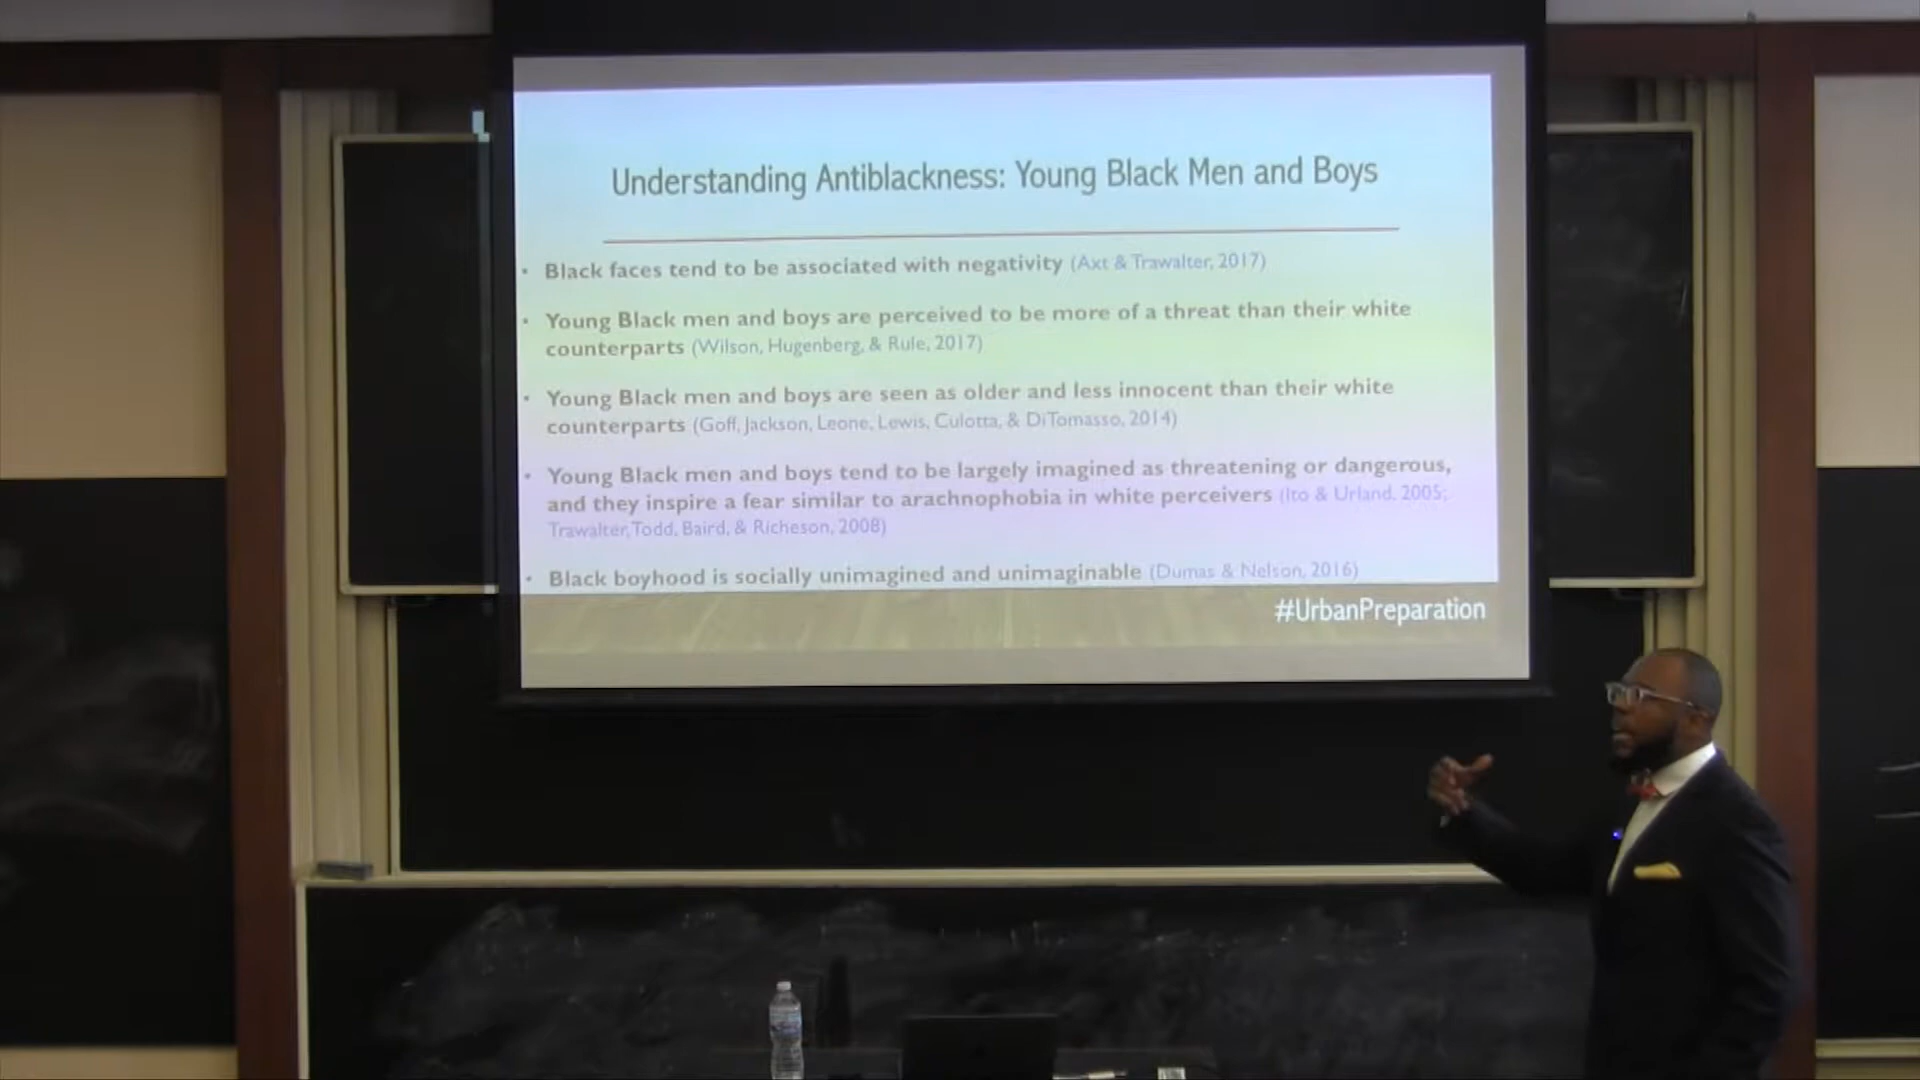 Understanding Antiblackness: Young Black Men and Boys
• Black faces tend to be associated with negativity (Axt & Trawalter, 2017)
• Young Black men and boys are perceived to be more of a threat than their white
counterparts (Wilson, Hugenberg, & Rule, 2017)
• Young Black men and boys are seen as older and less innocent than their white
counterparts (Goff, Jackson, Leone, Lewis, Culotta, & DiTomasso, 2014)
• Young Black men and boys tend to be largely imagined as threatening or dangerous,
and they inspire a fear similar to arachnophobia in white perceivers (Ito & Urland, 2005;
Trawalter, Todd, Baird, & Richeson, 2008)
• Black boyhood is socially unimagined and unimaginable (Dumas & Nelson, 2016)
#UrbanPreparation